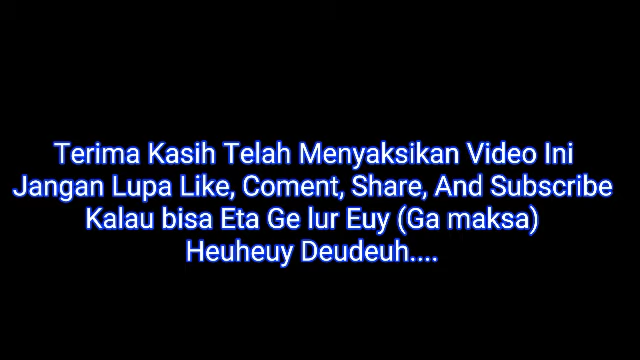 Terima Kasih Telah Menyaksikan Video Ini
Jangan Lupa Like, Coment, Share, And Subscribe
Kalau bisa Eta Ge lur Euy (Ga maksa)
Heuheuy Deudeuh....